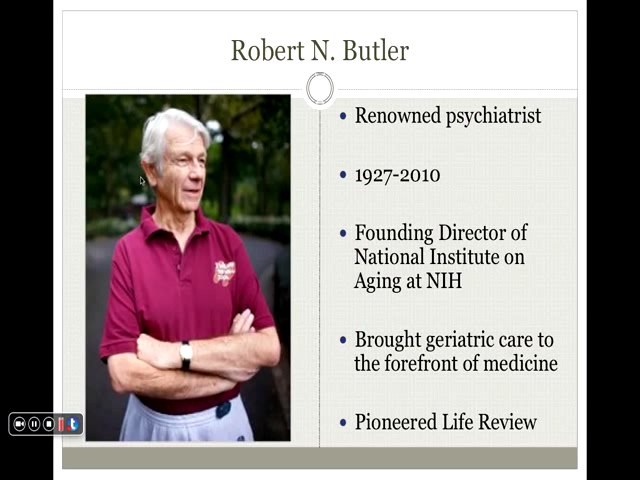 Robert N. Butler
• Renowned psychiatrist
• 1927-2010
• Founding Director of
National Institute on
Aging at NIH
• Brought geriatric care to
the forefront of medicine
• Pioneered Life Review